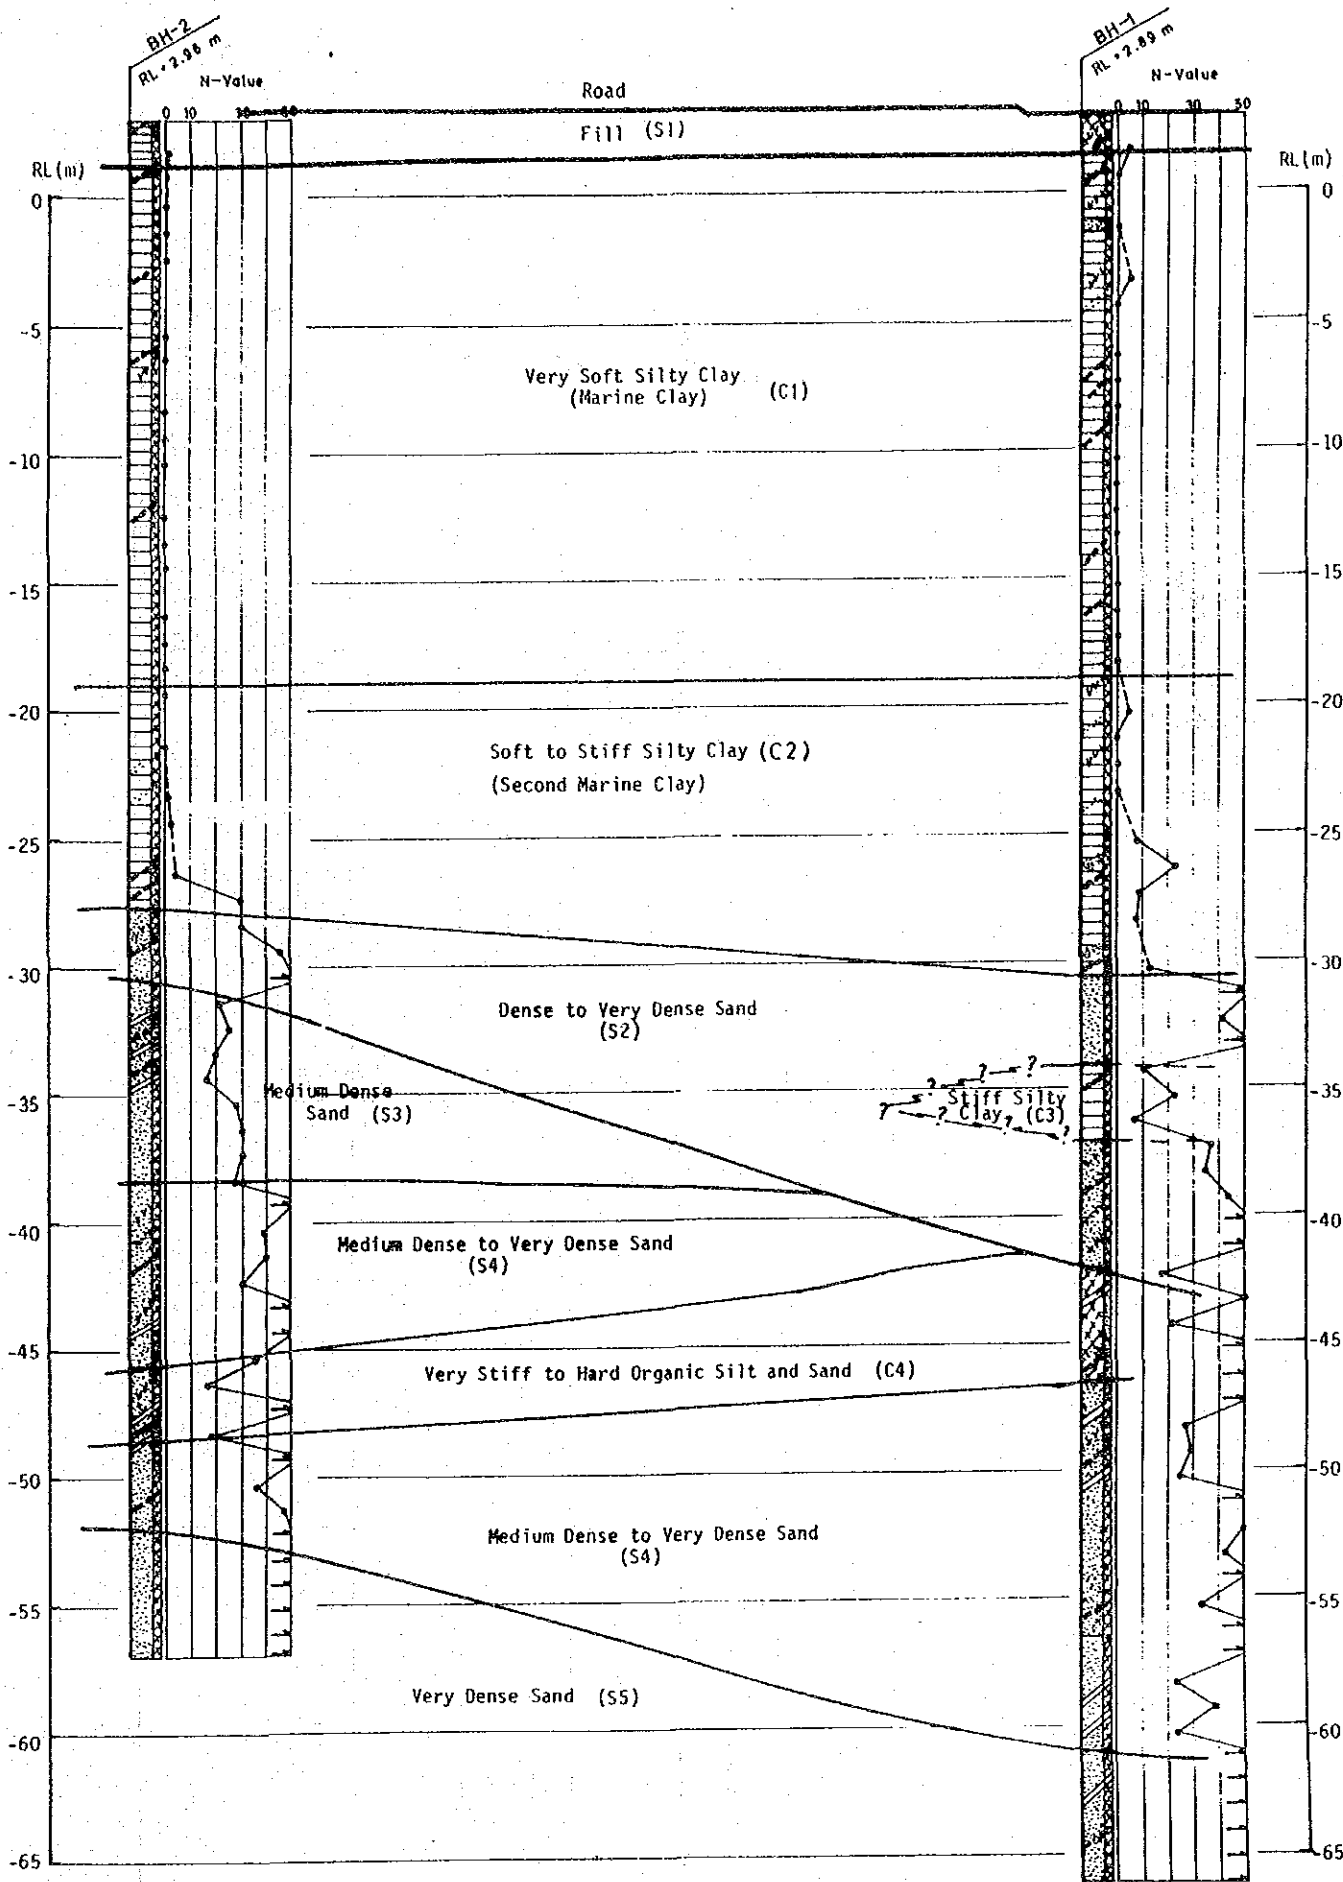 BH-2
RL + 2.96 m
N-Value
0 10 30 50
BH-1
RL + 2.89 m
N-Value
0 10 30 50
Road
Fill (S1)
RL(m)
RL(m)
0
0
-5
-5
Very Soft Silty Clay
(Marine Clay) (C1)
-10
-10
-15
-15
-20
-20
Soft to Stiff Silty Clay (C2)
(Second Marine Clay)
-25
-25
-30
-30
Dense to Very Dense Sand
(S2)
? ? ?
Medium Dense
Sand (S3)
-35
-35
? Stiff Silty
Clay (C3)
? ? ?
-40
-40
Medium Dense to Very Dense Sand
(S4)
-45
-45
Very Stiff to Hard Organic Silt and Sand (C4)
-50
-50
Medium Dense to Very Dense Sand
(S4)
-55
-55
Very Dense Sand (S5)
-60
-60
-65
-65